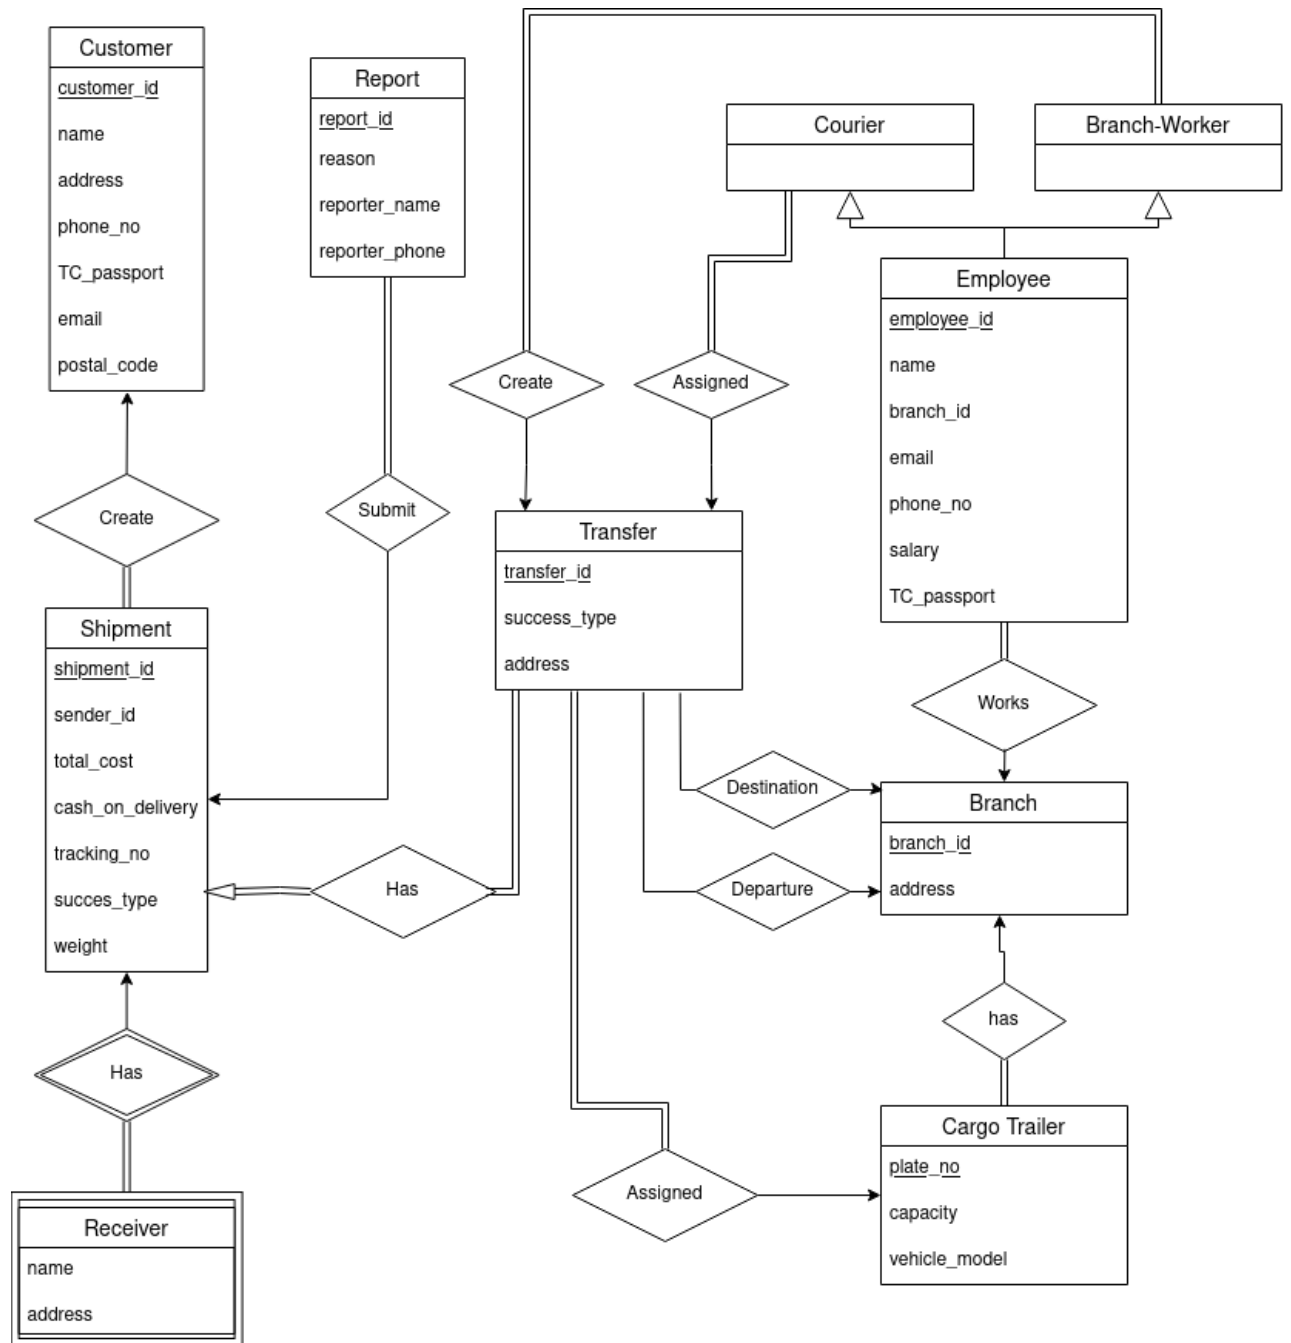 Customer
customer_id
name
address
phone_no
TC_passport
email
postal_code
Report
report_id
reason
reporter_name
reporter_phone
Courier
Branch-Worker
Employee
employee_id
name
branch_id
email
phone_no
salary
TC_passport
Create
Assigned
Create
Submit
Transfer
transfer_id
success_type
address
Shipment
shipment_id
sender_id
total_cost
cash_on_delivery
tracking_no
succes_type
weight
Works
Destination
Departure
Branch
branch_id
address
Has
Has
has
Receiver
name
address
Assigned
Cargo Trailer
plate_no
capacity
vehicle_model